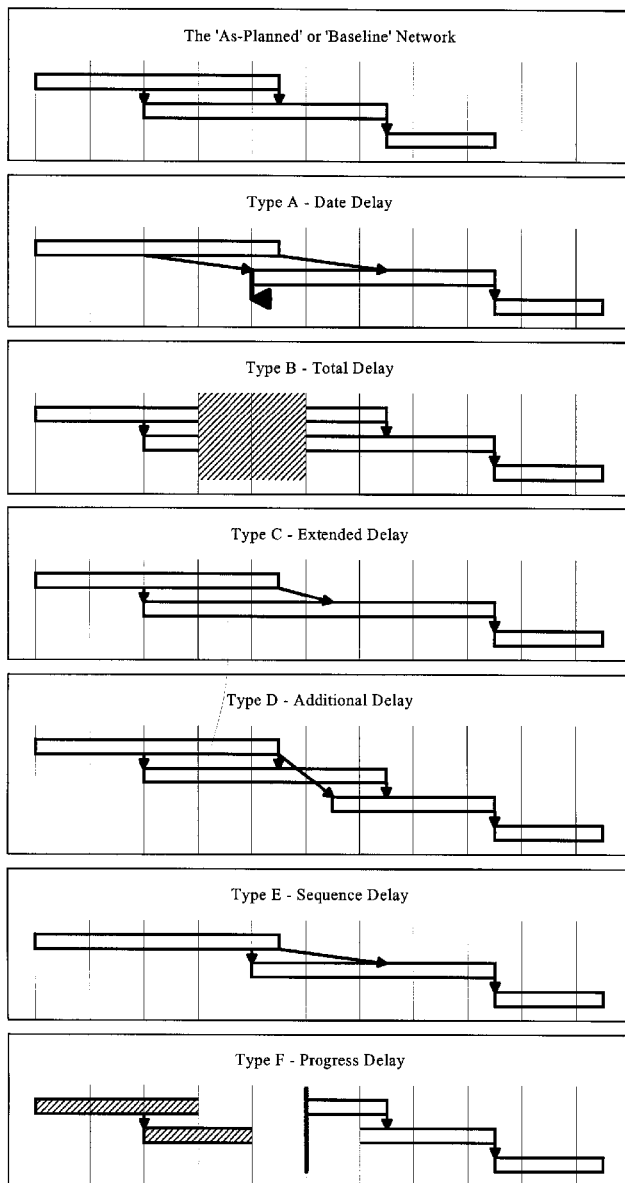 The 'As-Planned' or 'Baseline' Network
Type A - Date Delay
Type B - Total Delay
Type C - Extended Delay
Type D - Additional Delay
Type E - Sequence Delay
Type F - Progress Delay